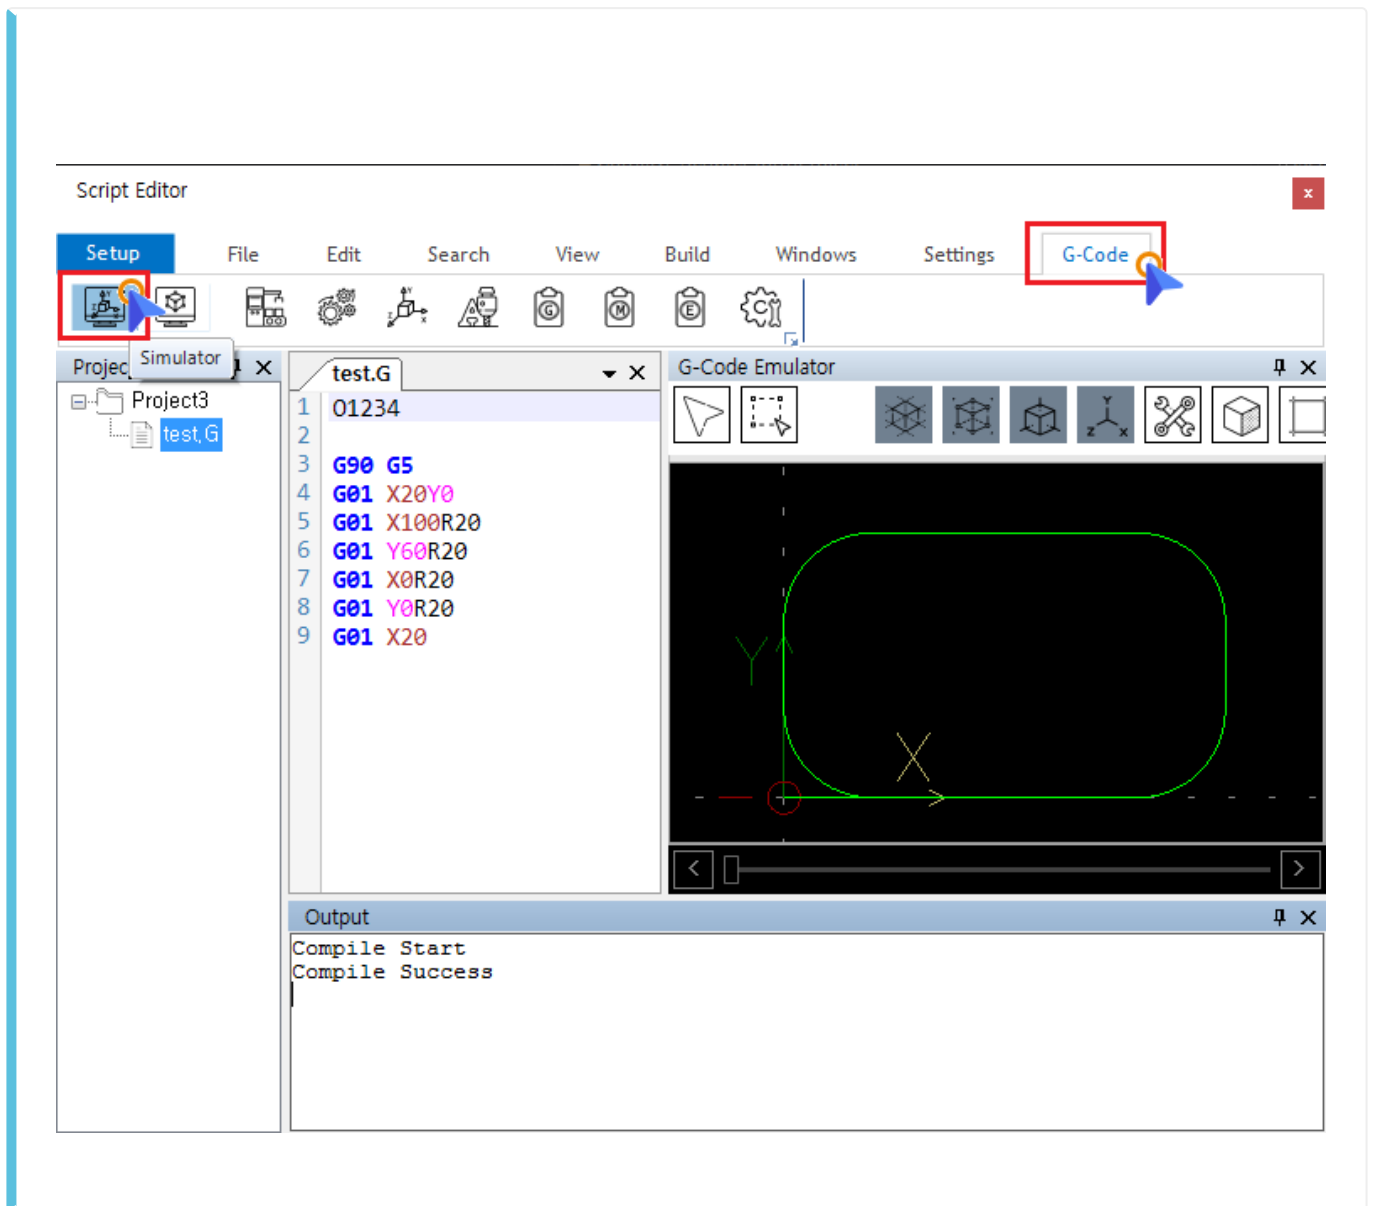 Script Editor
x
Setup File Edit Search View Build Windows Settings G-Code
Simulator
Projec
Project3
test.G
test.G
1 O1234
2
3 G90 G5
4 G01 X20Y0
5 G01 X100R20
6 G01 Y60R20
7 G01 X0R20
8 G01 Y0R20
9 G01 X20
G-Code Emulator
Y
X
Output
Compile Start
Compile Success